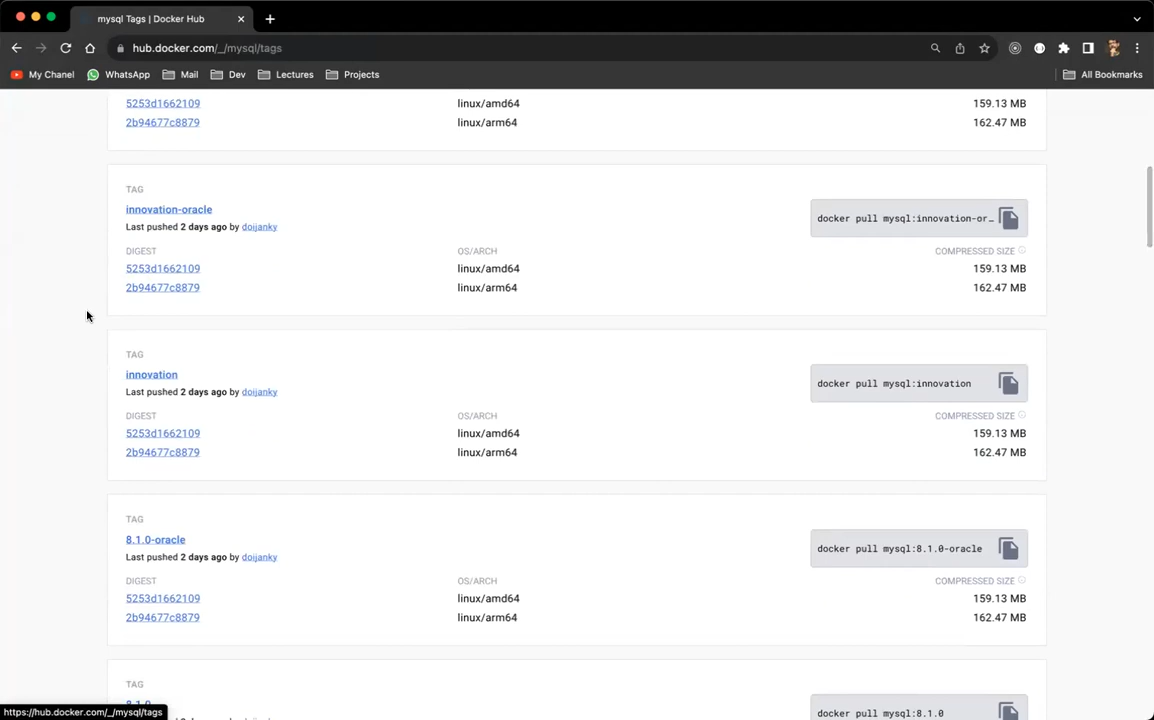 mysql Tags | Docker Hub
hub.docker.com/_/mysql/tags
My Chanel WhatsApp Mail Dev Lectures Projects All Bookmarks
5253d1662109 linux/amd64 159.13 MB
2b94677c8879 linux/arm64 162.47 MB
TAG
innovation-oracle
docker pull mysql:innovation-or…
Last pushed 2 days ago by doijanky
DIGEST OS/ARCH COMPRESSED SIZE
5253d1662109 linux/amd64 159.13 MB
2b94677c8879 linux/arm64 162.47 MB
TAG
innovation
docker pull mysql:innovation
Last pushed 2 days ago by doijanky
DIGEST OS/ARCH COMPRESSED SIZE
5253d1662109 linux/amd64 159.13 MB
2b94677c8879 linux/arm64 162.47 MB
TAG
8.1.0-oracle
docker pull mysql:8.1.0-oracle
Last pushed 2 days ago by doijanky
DIGEST OS/ARCH COMPRESSED SIZE
5253d1662109 linux/amd64 159.13 MB
2b94677c8879 linux/arm64 162.47 MB
TAG
8.1.0
docker pull mysql:8.1.0
https://hub.docker.com/_/mysql/tags